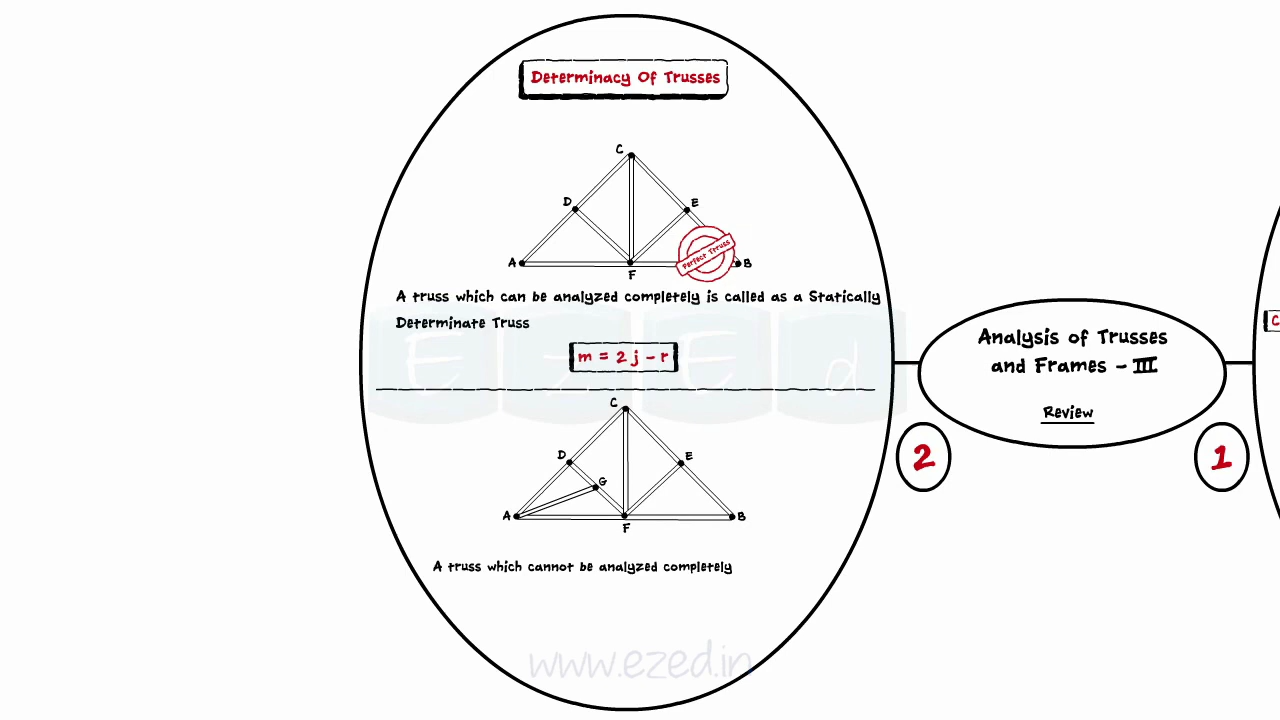 Determinacy Of Trusses
C
D
E
Perfect Truss
A
F
B
A truss which can be analyzed completely is called as a Statically
Determinate Truss
m = 2 j - r
EzEd
C
D
E
G
A
F
B
A truss which cannot be analyzed completely
www.ezed.in
Analysis of Trusses
and Frames - III
Review
2
1
C